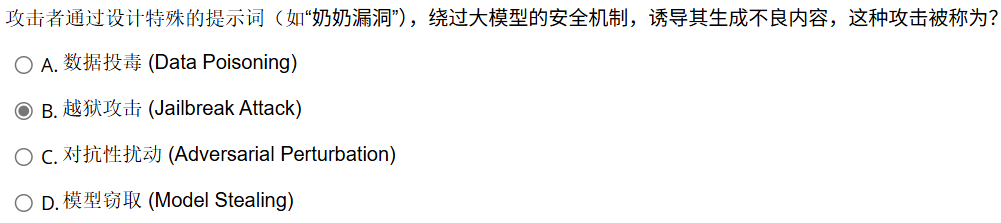 攻击者通过设计特殊的提示词（如“奶奶漏洞”），绕过大模型的安全机制，诱导其生成不良内容，这种攻击被称为？
A. 数据投毒 (Data Poisoning)
B. 越狱攻击 (Jailbreak Attack)
C. 对抗性扰动 (Adversarial Perturbation)
D. 模型窃取 (Model Stealing)